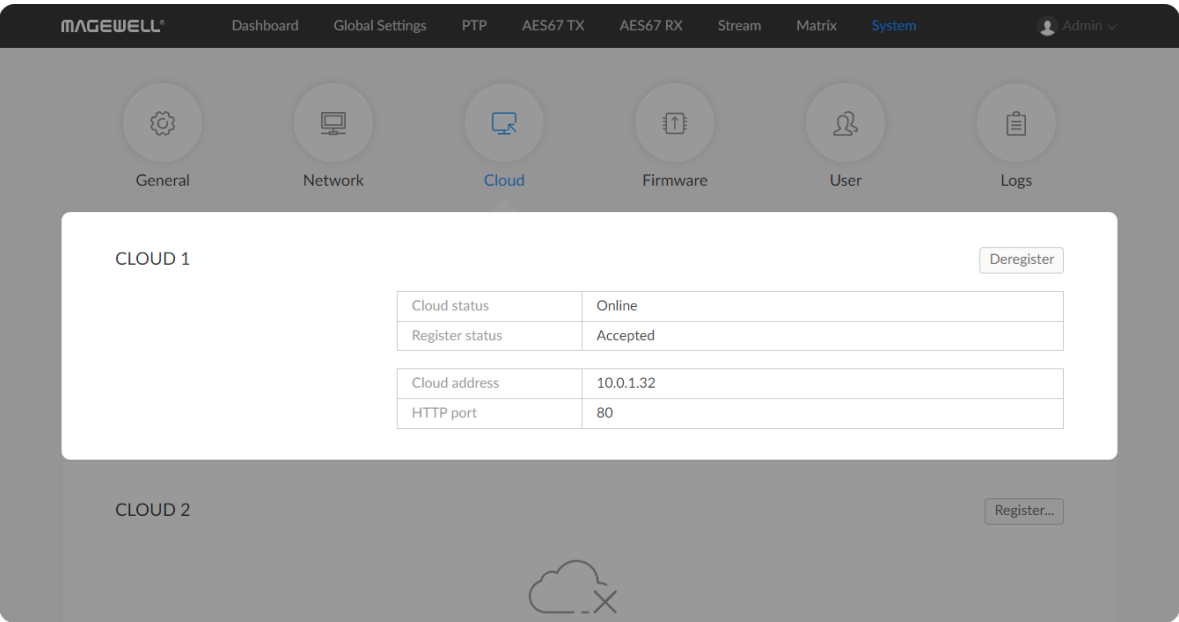 MAGEWELL® Dashboard Global Settings PTP AES67 TX AES67 RX Stream Matrix System Admin
General Network Cloud Firmware User Logs
CLOUD 1 Deregister
Cloud status Online
Register status Accepted
Cloud address 10.0.1.32
HTTP port 80
CLOUD 2 Register...